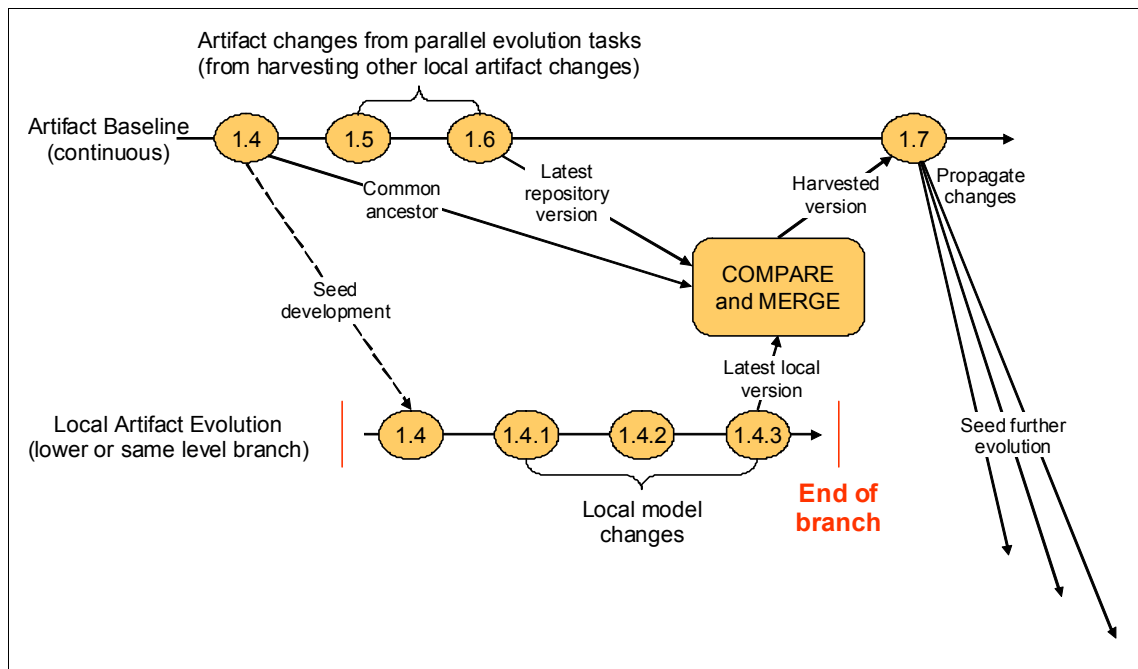 Artifact changes from parallel evolution tasks
(from harvesting other local artifact changes)
Artifact Baseline
(continuous)
1.4
1.5
1.6
1.7
Common
ancestor
Latest
repository
version
Harvested
version
Propagate
changes
COMPARE
and MERGE
Seed
development
Latest local
version
Local Artifact Evolution
(lower or same level branch)
1.4
1.4.1
1.4.2
1.4.3
Seed further
evolution
Local model
changes
End of
branch